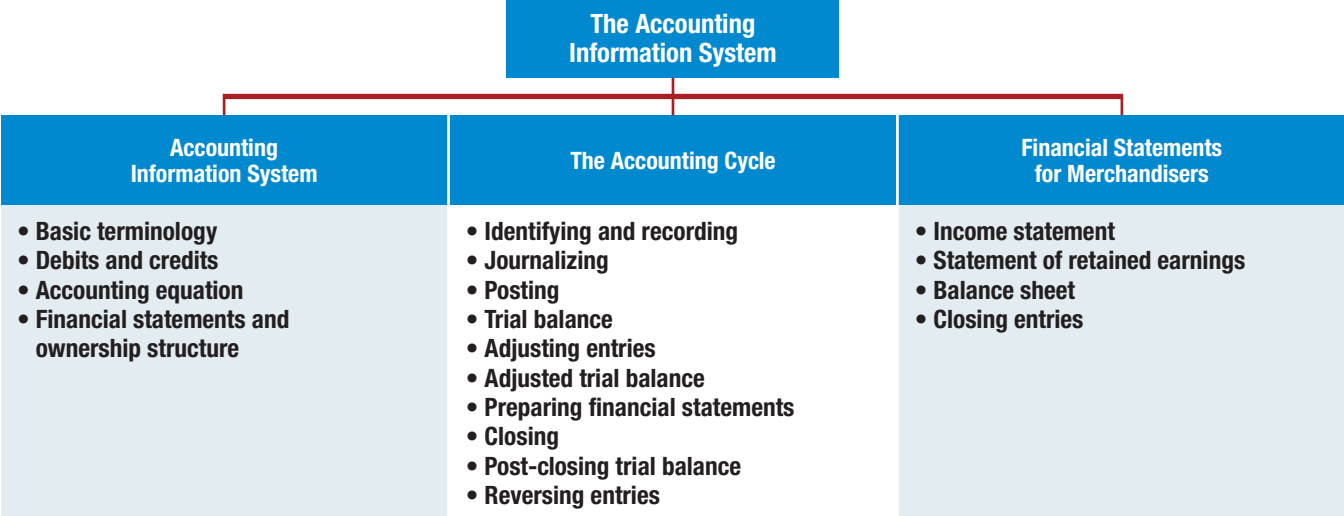 The Accounting
Information System
Accounting
Information System
• Basic terminology
• Debits and credits
• Accounting equation
• Financial statements and
ownership structure
The Accounting Cycle
• Identifying and recording
• Journalizing
• Posting
• Trial balance
• Adjusting entries
• Adjusted trial balance
• Preparing financial statements
• Closing
• Post-closing trial balance
• Reversing entries
Financial Statements
for Merchandisers
• Income statement
• Statement of retained earnings
• Balance sheet
• Closing entries